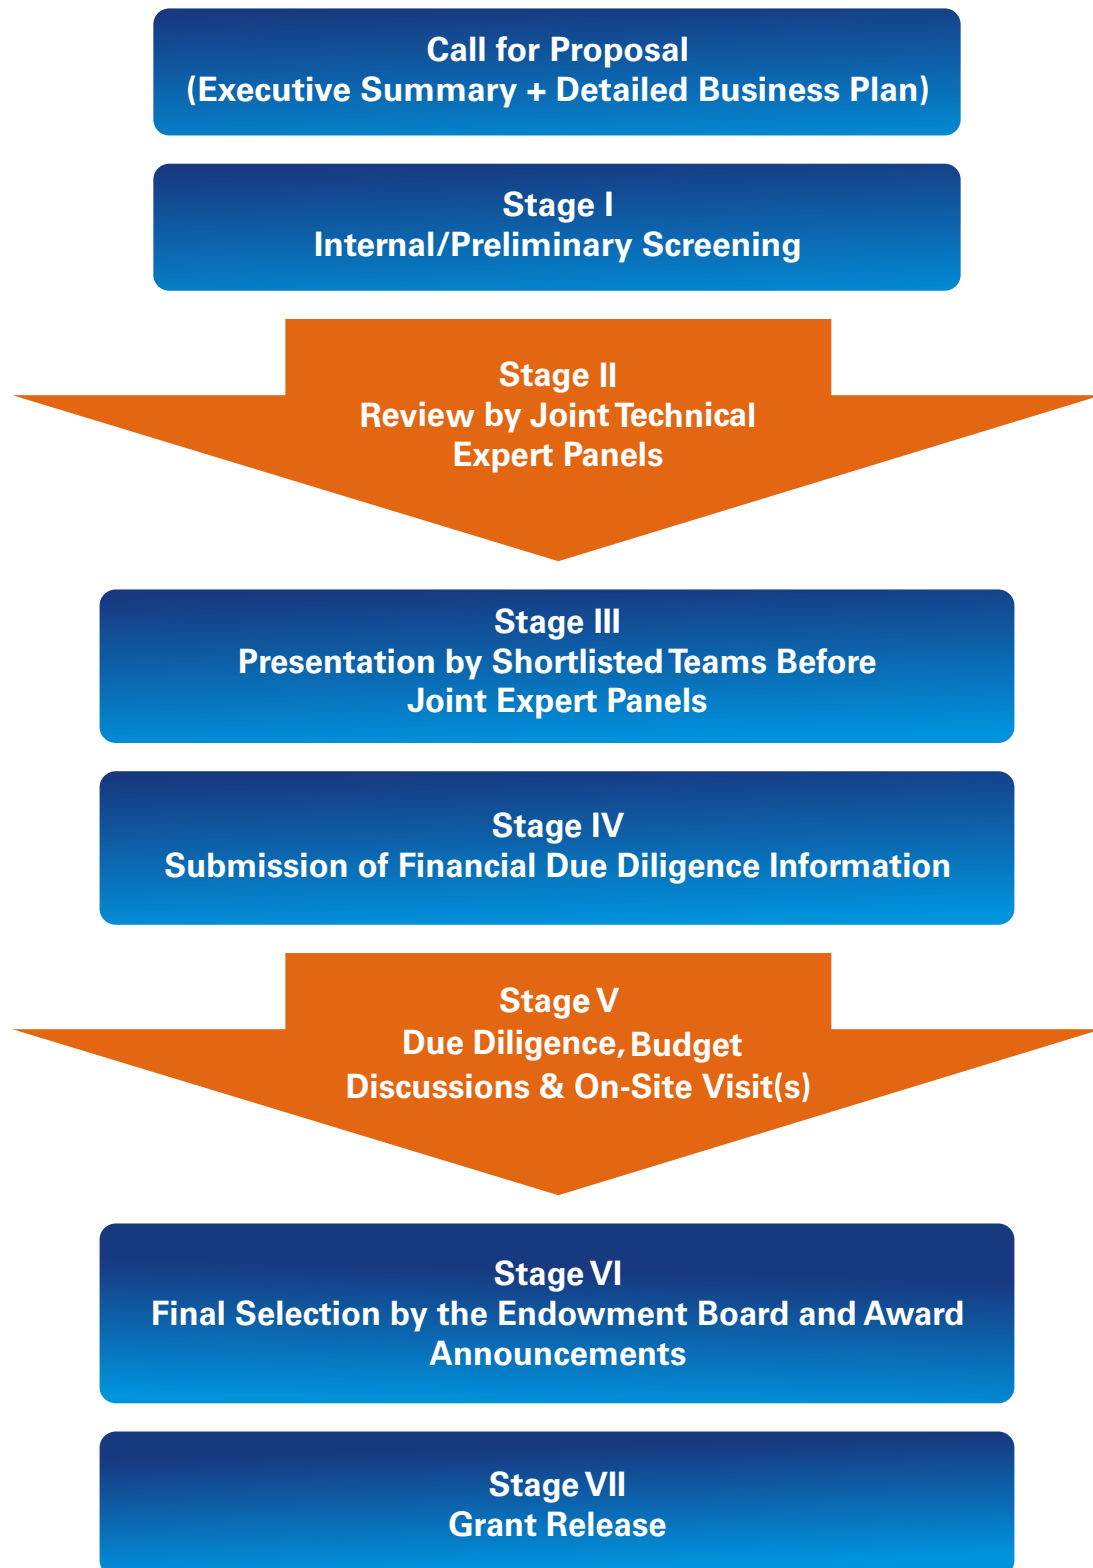 Call for Proposal
(Executive Summary + Detailed Business Plan)
Stage I
Internal/Preliminary Screening
Stage II
Review by Joint Technical
Expert Panels
Stage III
Presentation by Shortlisted Teams Before
Joint Expert Panels
Stage IV
Submission of Financial Due Diligence Information
Stage V
Due Diligence, Budget
Discussions & On-Site Visit(s)
Stage VI
Final Selection by the Endowment Board and Award
Announcements
Stage VII
Grant Release